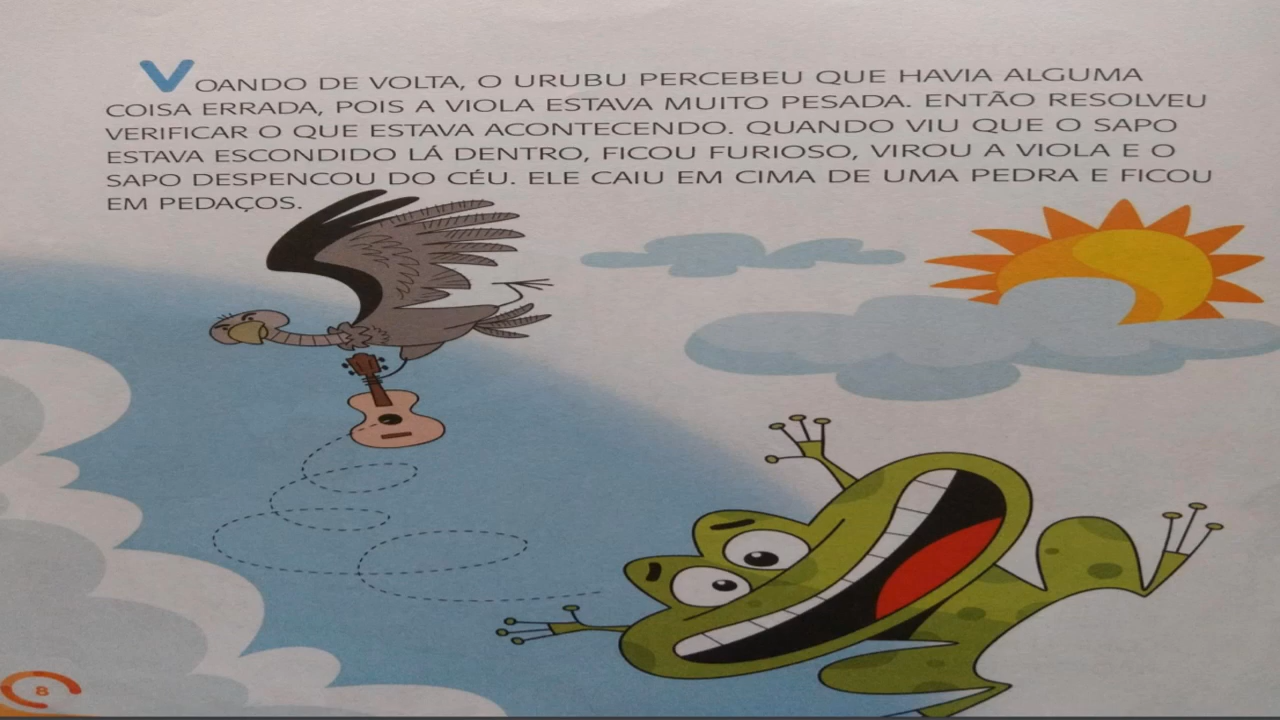 VOANDO DE VOLTA, O URUBU PERCEBEU QUE HAVIA ALGUMA
COISA ERRADA, POIS A VIOLA ESTAVA MUITO PESADA. ENTÃO RESOLVEU
VERIFICAR O QUE ESTAVA ACONTECENDO. QUANDO VIU QUE O SAPO
ESTAVA ESCONDIDO LÁ DENTRO, FICOU FURIOSO, VIROU A VIOLA E O
SAPO DESPENCOU DO CÉU. ELE CAIU EM CIMA DE UMA PEDRA E FICOU
EM PEDAÇOS.
8